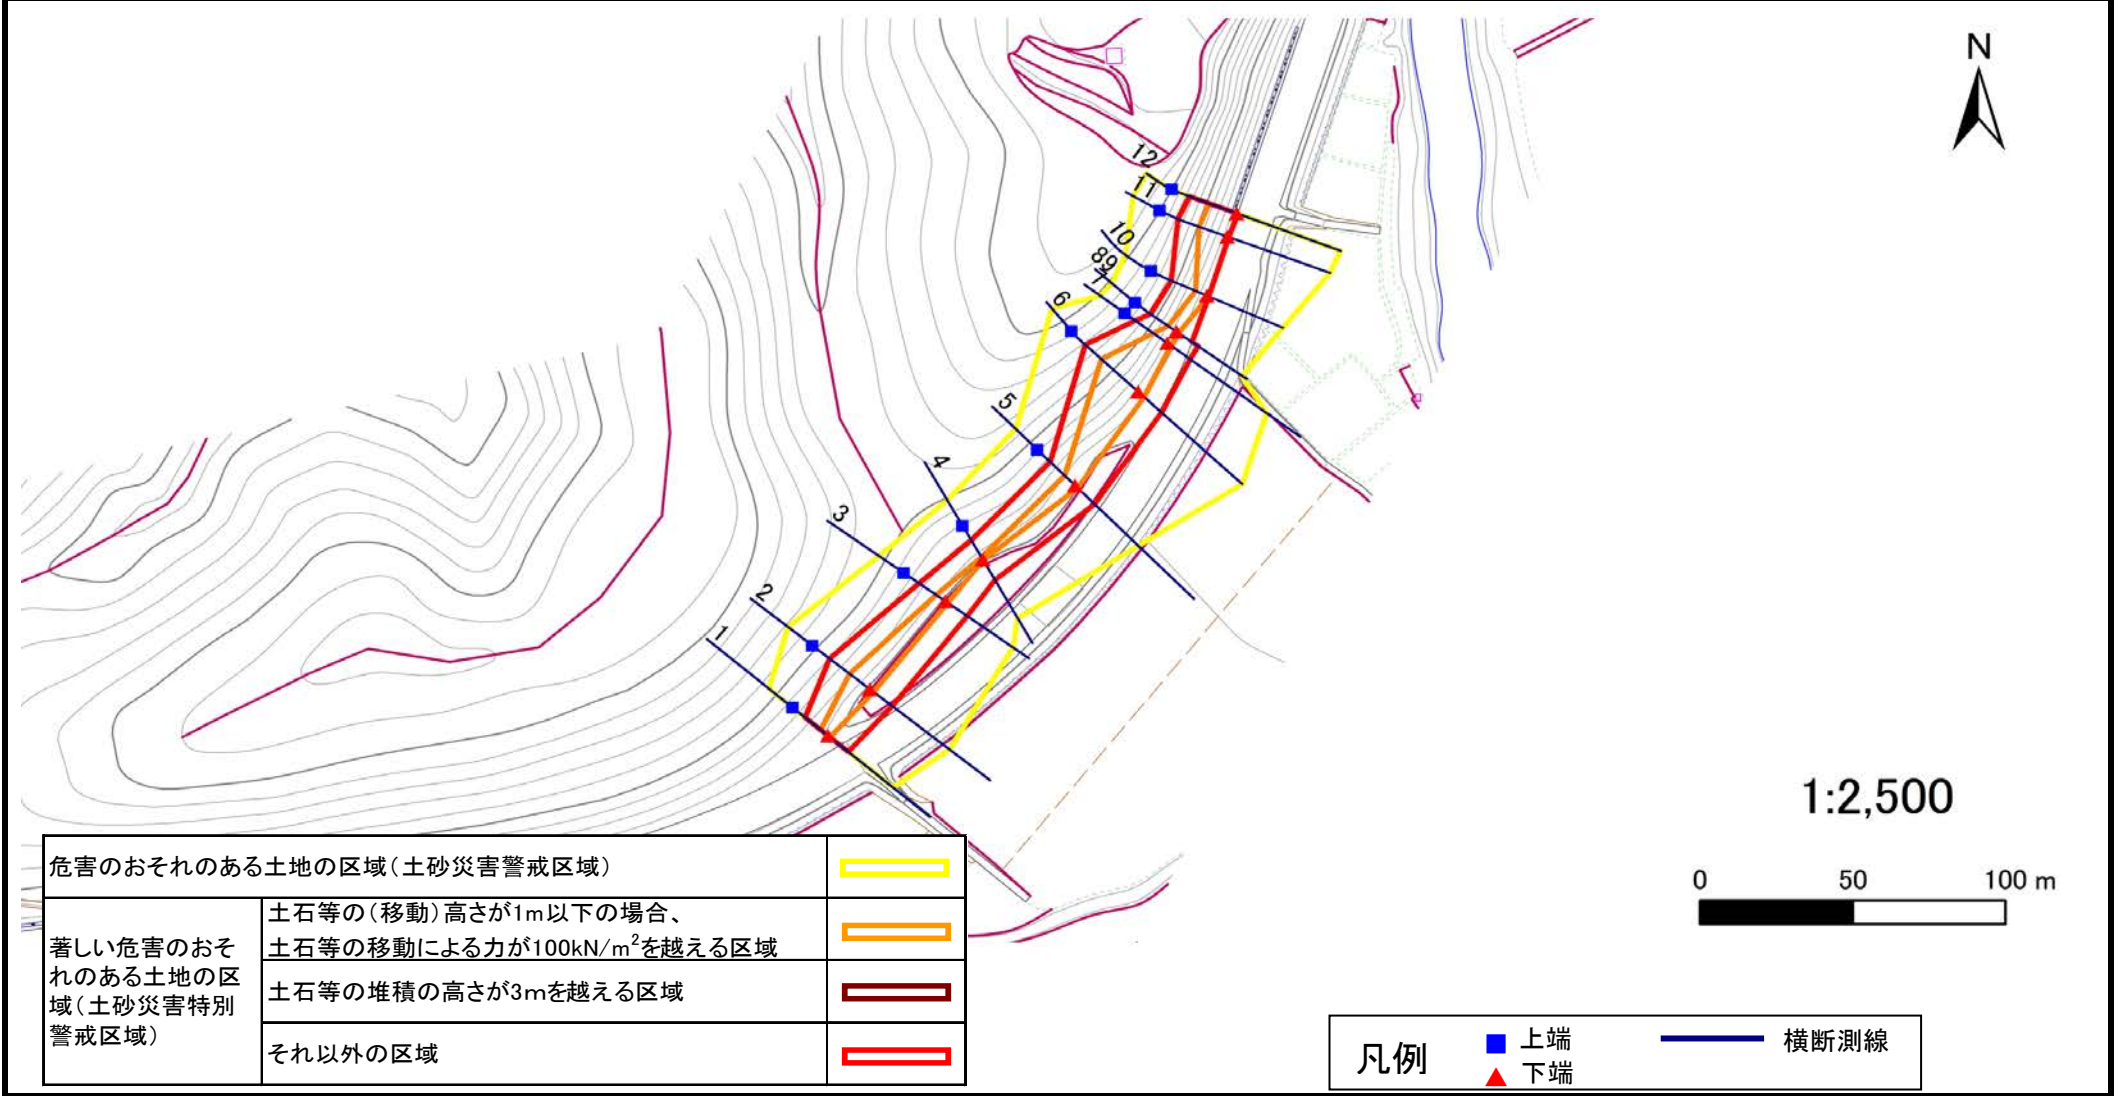 N
12
11
10
89
7
6
5
4
3
2
1
1:2,500
0 50 100 m
危害のおそれのある土地の区域(土砂災害警戒区域)
著しい危害のおそ
れのある土地の区
域(土砂災害特別
警戒区域)
土石等の(移動)高さが1m以下の場合、
土石等の移動による力が100kN/m²を越える区域
土石等の堆積の高さが3mを越える区域
それ以外の区域
凡例
上端
下端
横断測線